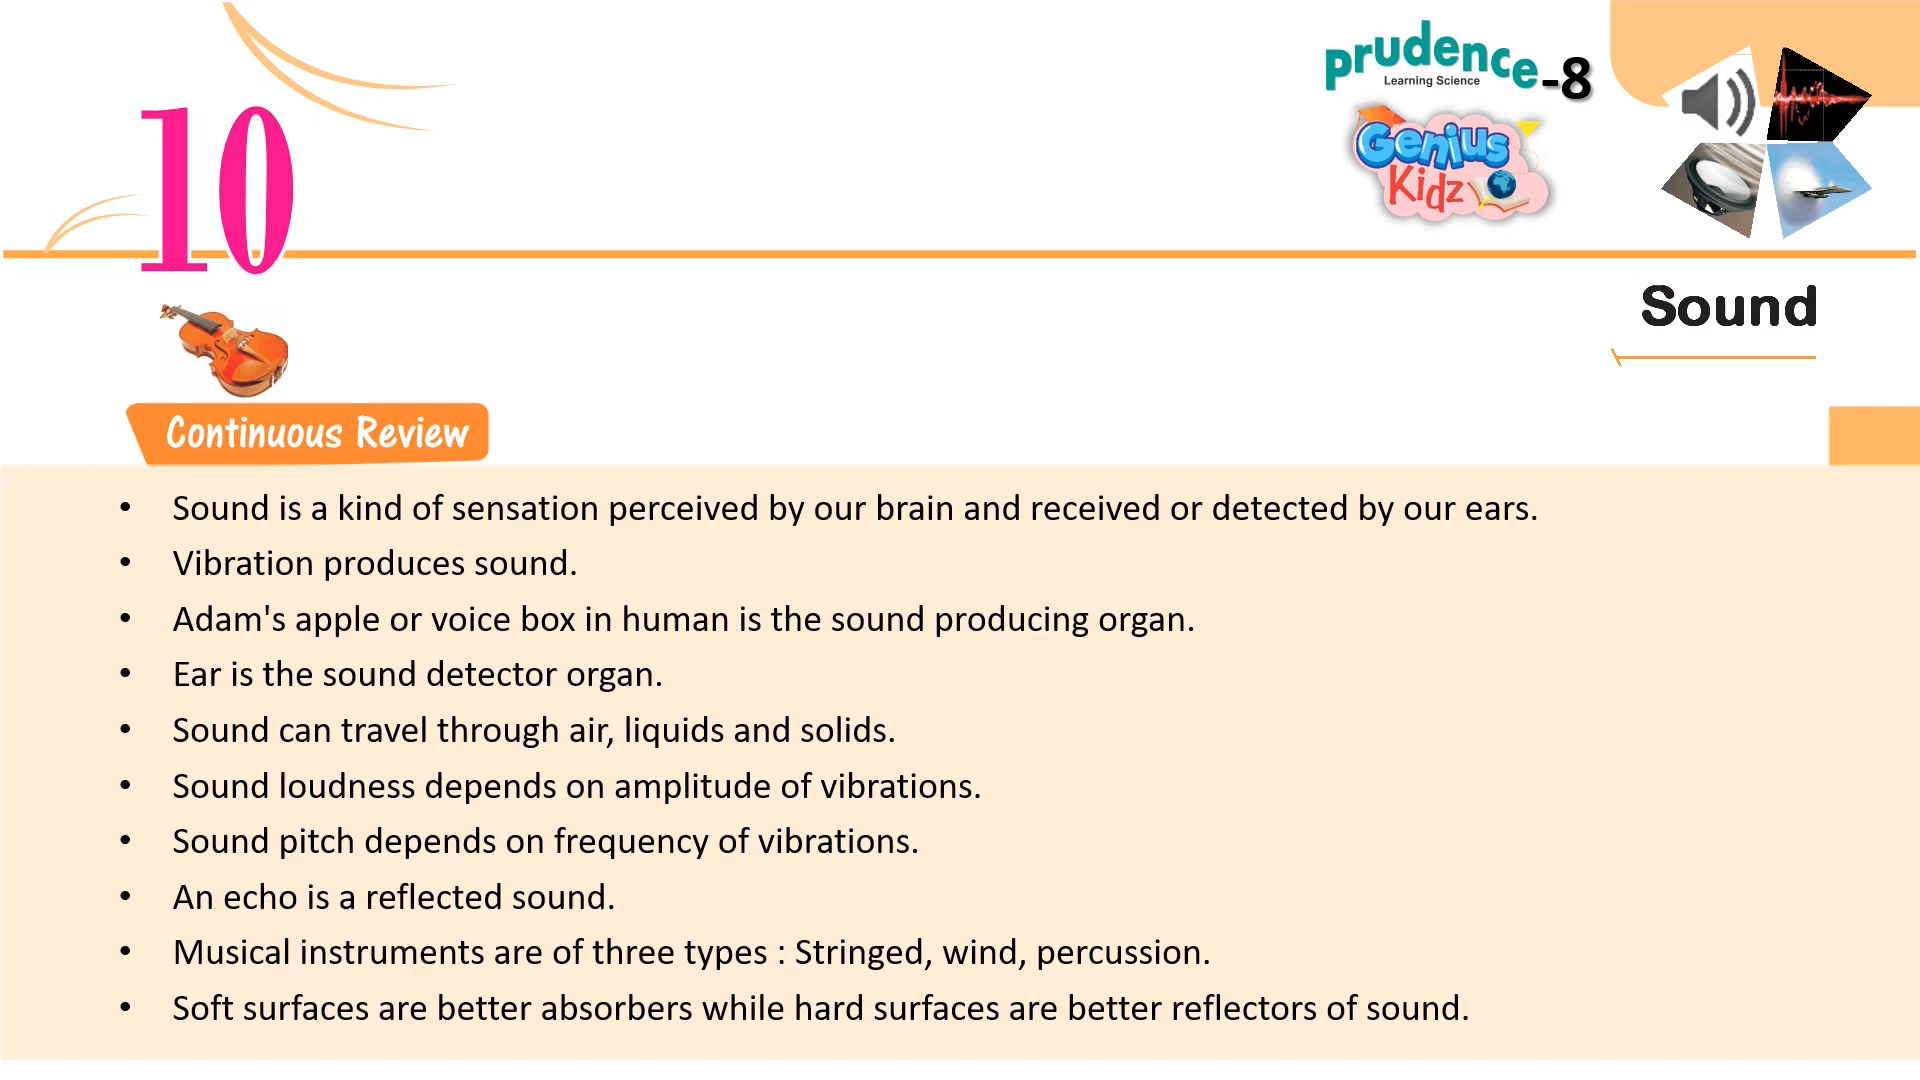 10
prudence-8
Learning Science
Genius
Kidz
Sound
Continuous Review
• Sound is a kind of sensation perceived by our brain and received or detected by our ears.
• Vibration produces sound.
• Adam's apple or voice box in human is the sound producing organ.
• Ear is the sound detector organ.
• Sound can travel through air, liquids and solids.
• Sound loudness depends on amplitude of vibrations.
• Sound pitch depends on frequency of vibrations.
• An echo is a reflected sound.
• Musical instruments are of three types : Stringed, wind, percussion.
• Soft surfaces are better absorbers while hard surfaces are better reflectors of sound.